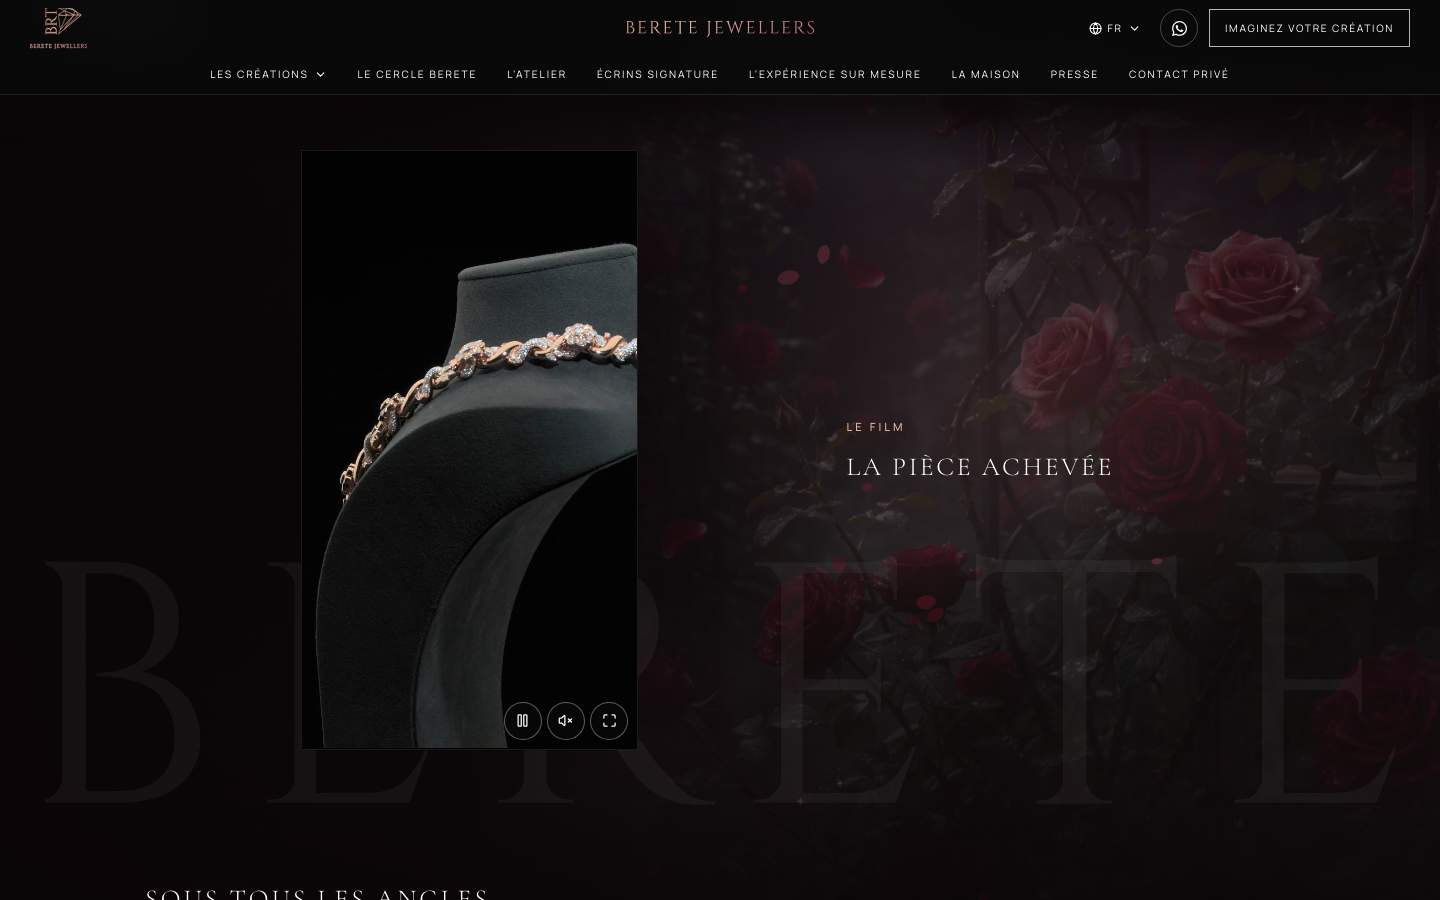 BRT
BERETE JEWELLERS
BERETE JEWELLERS
FR
IMAGINEZ VOTRE CRÉATION
LES CRÉATIONS
LE CERCLE BERETE
L'ATELIER
ÉCRINS SIGNATURE
L'EXPÉRIENCE SUR MESURE
LA MAISON
PRESSE
CONTACT PRIVÉ
LE FILM
LA PIÈCE ACHEVÉE
BERETE
SOUS TOUS LES ANGLES